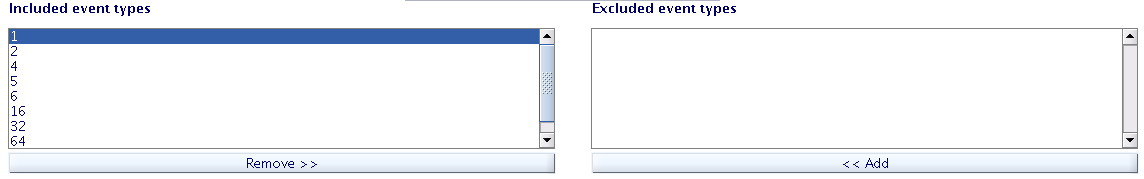 Included event types
Excluded event types
1
2
4
5
6
16
32
64
Remove >>
<< Add